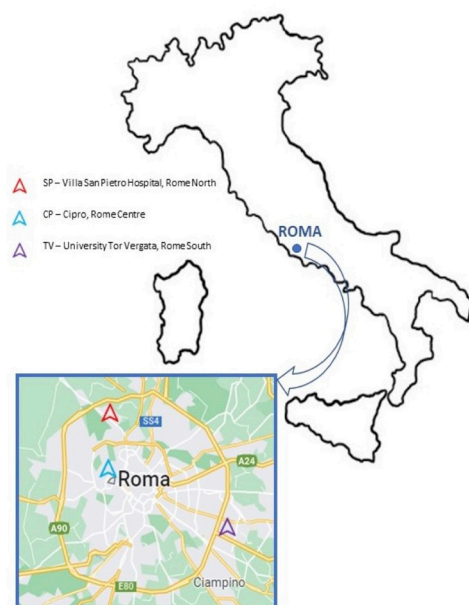 SP – Villa San Pietro Hospital, Rome North
CP – Cipro, Rome Centre
TV – University Tor Vergata, Rome South
ROMA
SS4
Roma
A24
A90
E80
Ciampino